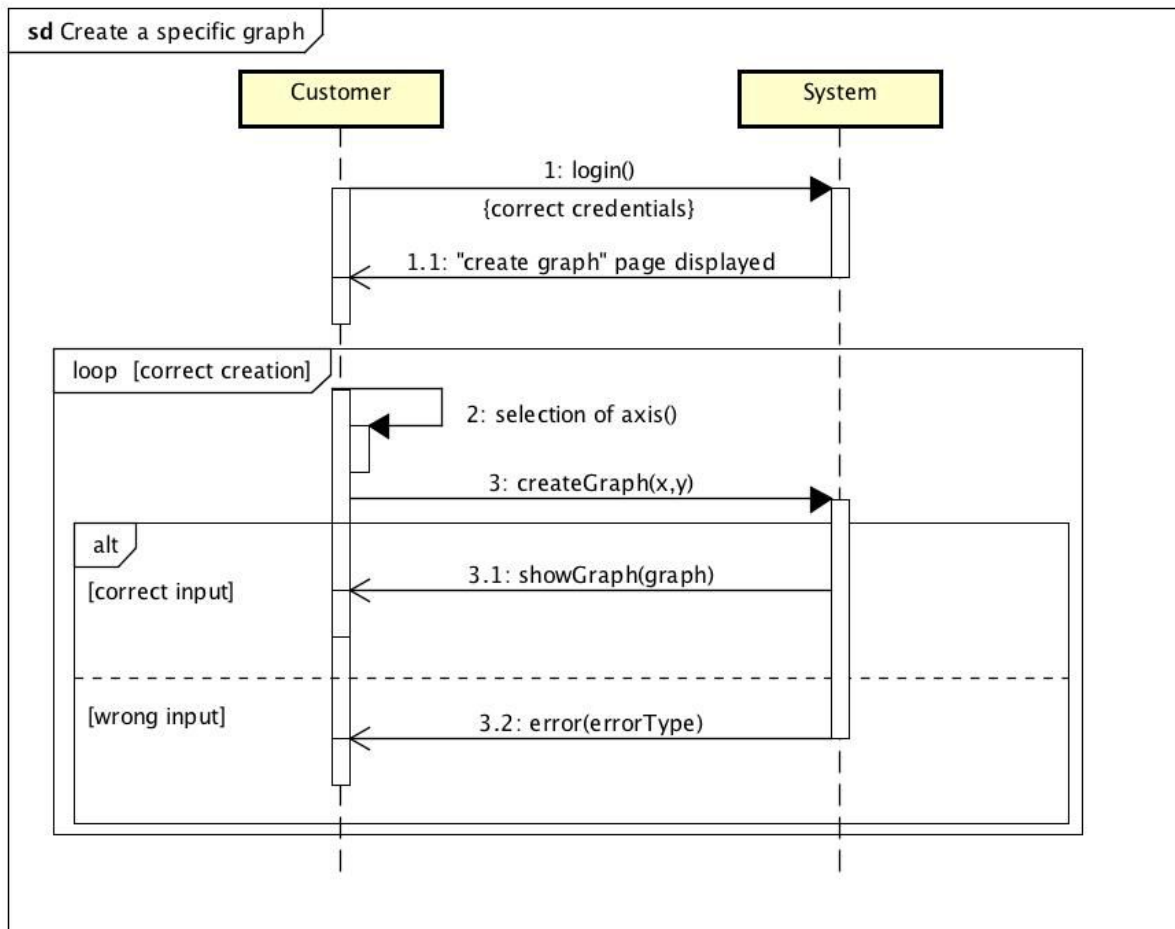 sd Create a specific graph
Customer
System
1: login()
{correct credentials}
1.1: "create graph" page displayed
loop [correct creation]
2: selection of axis()
3: createGraph(x,y)
alt
3.1: showGraph(graph)
[correct input]
[wrong input]
3.2: error(errorType)